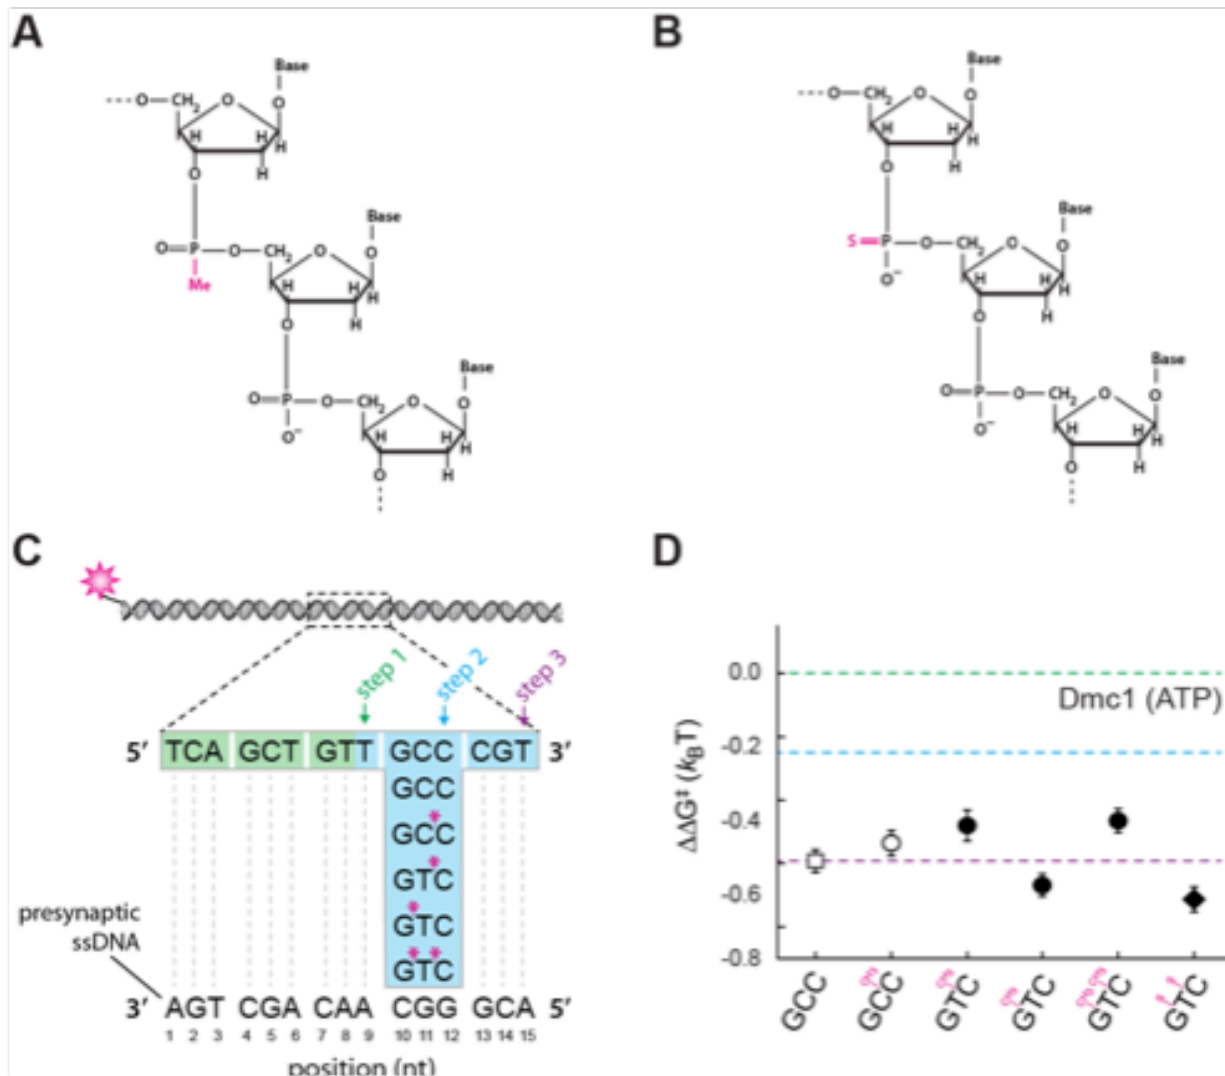 A
Base
O
CH2
O
O
H
H
H
H
O
O=P—O—CH2
Me
Base
O
O
H
H
H
H
O
O=P—O—CH2
O−
Base
O
O
H
H
H
H
O
B
Base
O
CH2
O
O
H
H
H
H
O
S=P—O—CH2
O−
Base
O
O
H
H
H
H
O
O=P—O—CH2
O−
Base
O
O
H
H
H
H
O
C
step 1
step 2
step 3
5′ TCA GCT GTT GCC CGT 3′
GCC
GCC
GTC
GTC
GTC
presynaptic
ssDNA
3′ AGT CGA CAA CGG GCA 5′
1 2 3 4 5 6 7 8 9 10 11 12 13 14 15
position (nt)
D
Dmc1 (ATP)
ΔΔG‡ (kBT)
0.0
-0.2
-0.4
-0.6
-0.8
GCC
GCC
GTC
GTC
GTC
GTC